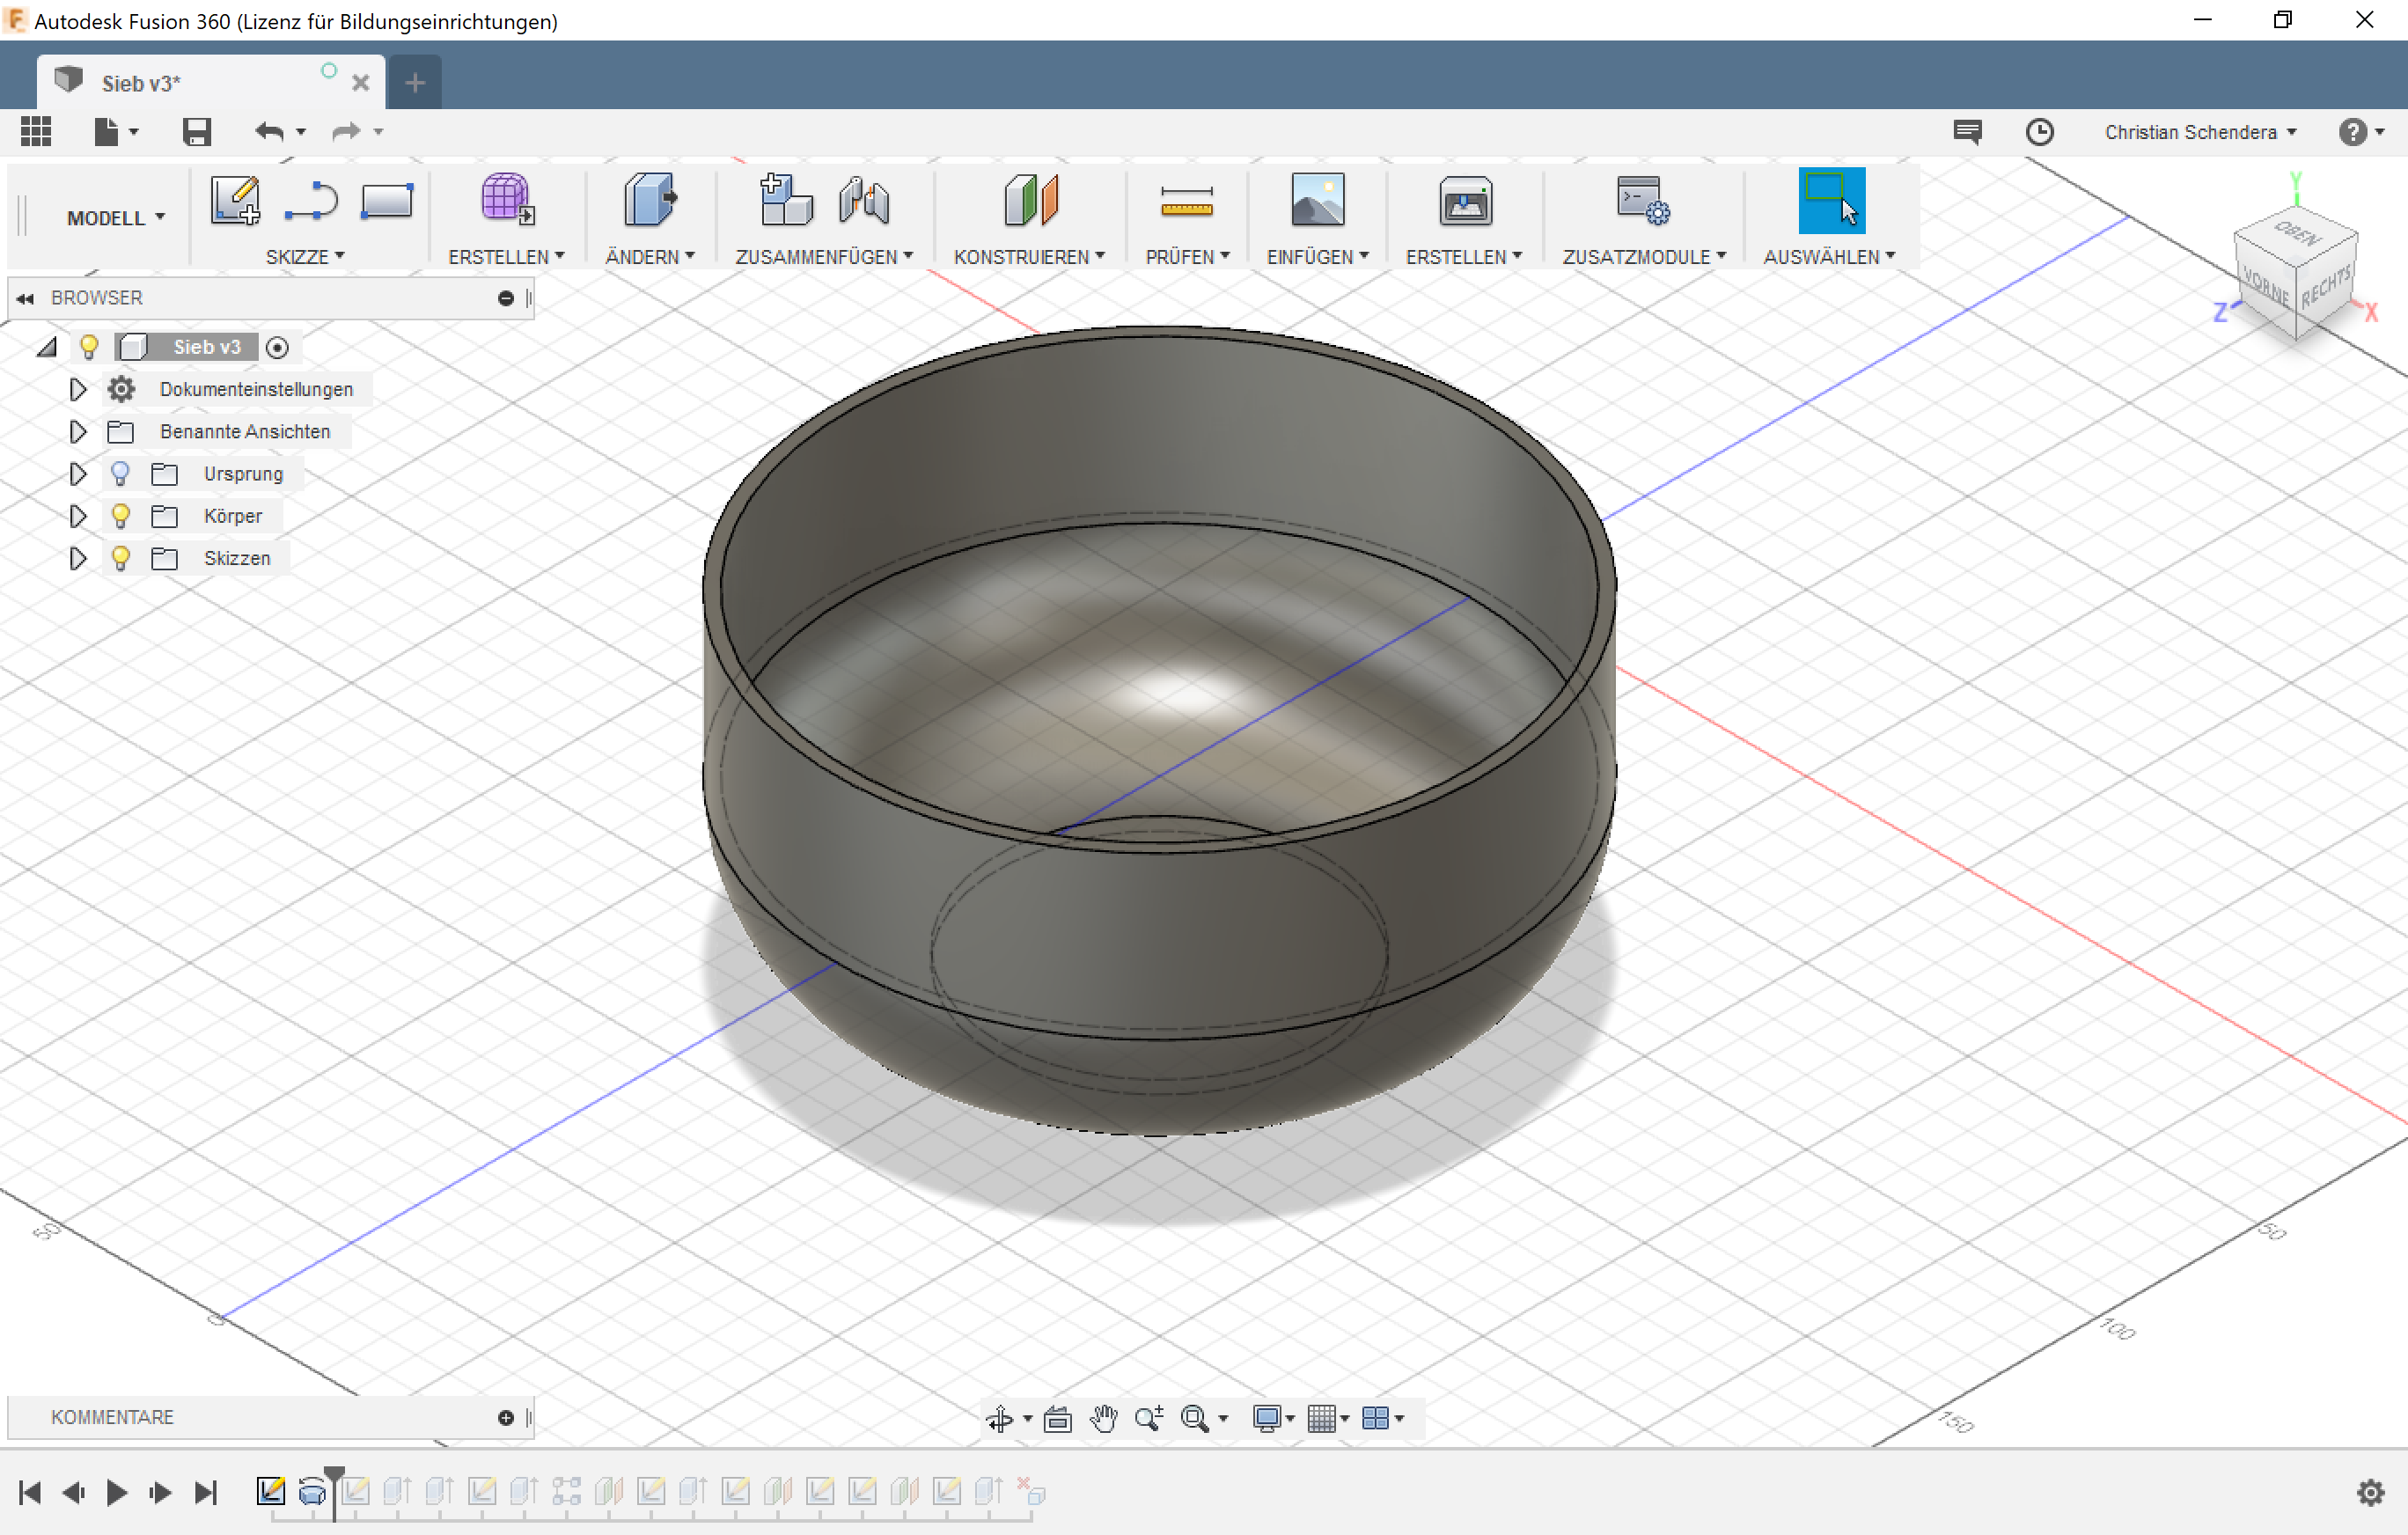 Autodesk Fusion 360 (Lizenz für Bildungseinrichtungen)
Sieb v3*
Christian Schendera
MODELL
SKIZZE
ERSTELLEN
ÄNDERN
ZUSAMMENFÜGEN
KONSTRUIEREN
PRÜFEN
EINFÜGEN
ERSTELLEN
ZUSATZMODULE
AUSWÄHLEN
Y
OBEN
VORNE
RECHTS
Z
X
BROWSER
Sieb v3
Dokumenteinstellungen
Benannte Ansichten
Ursprung
Körper
Skizzen
50
0
50
100
150
KOMMENTARE